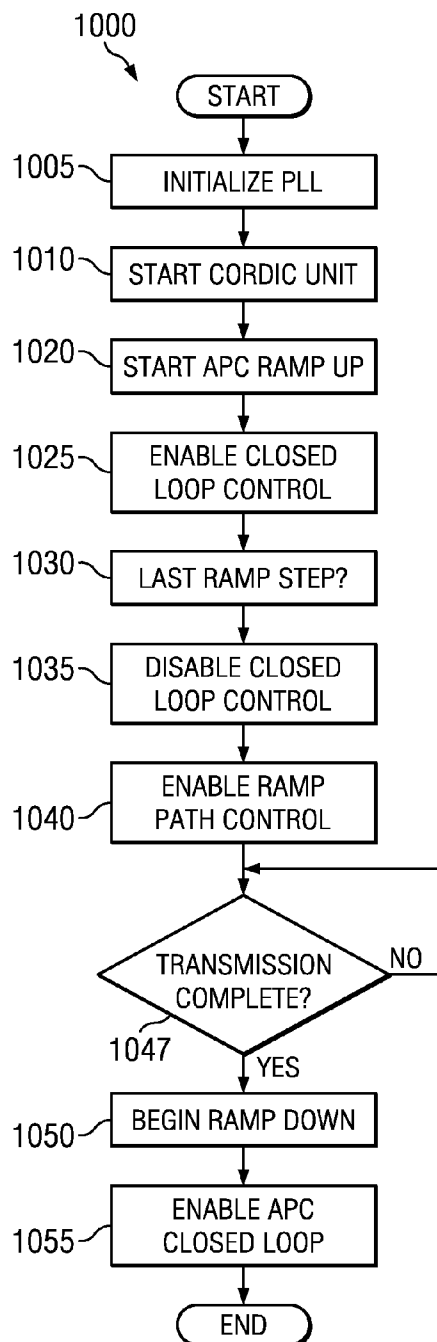 1000
START
1005
INITIALIZE PLL
1010
START CORDIC UNIT
1020
START APC RAMP UP
1025
ENABLE CLOSED
LOOP CONTROL
1030
LAST RAMP STEP?
1035
DISABLE CLOSED
LOOP CONTROL
1040
ENABLE RAMP
PATH CONTROL
TRANSMISSION
COMPLETE?
NO
1047
YES
1050
BEGIN RAMP DOWN
1055
ENABLE APC
CLOSED LOOP
END